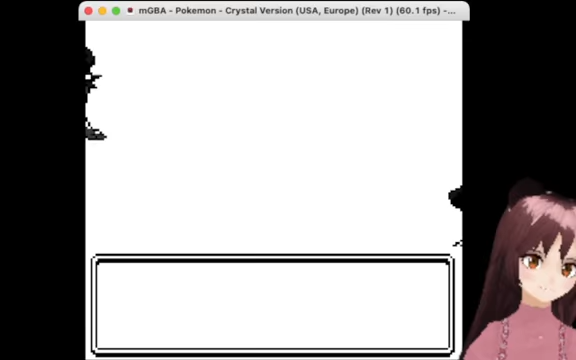 mGBA - Pokemon - Crystal Version (USA, Europe) (Rev 1) (60.1 fps) -...